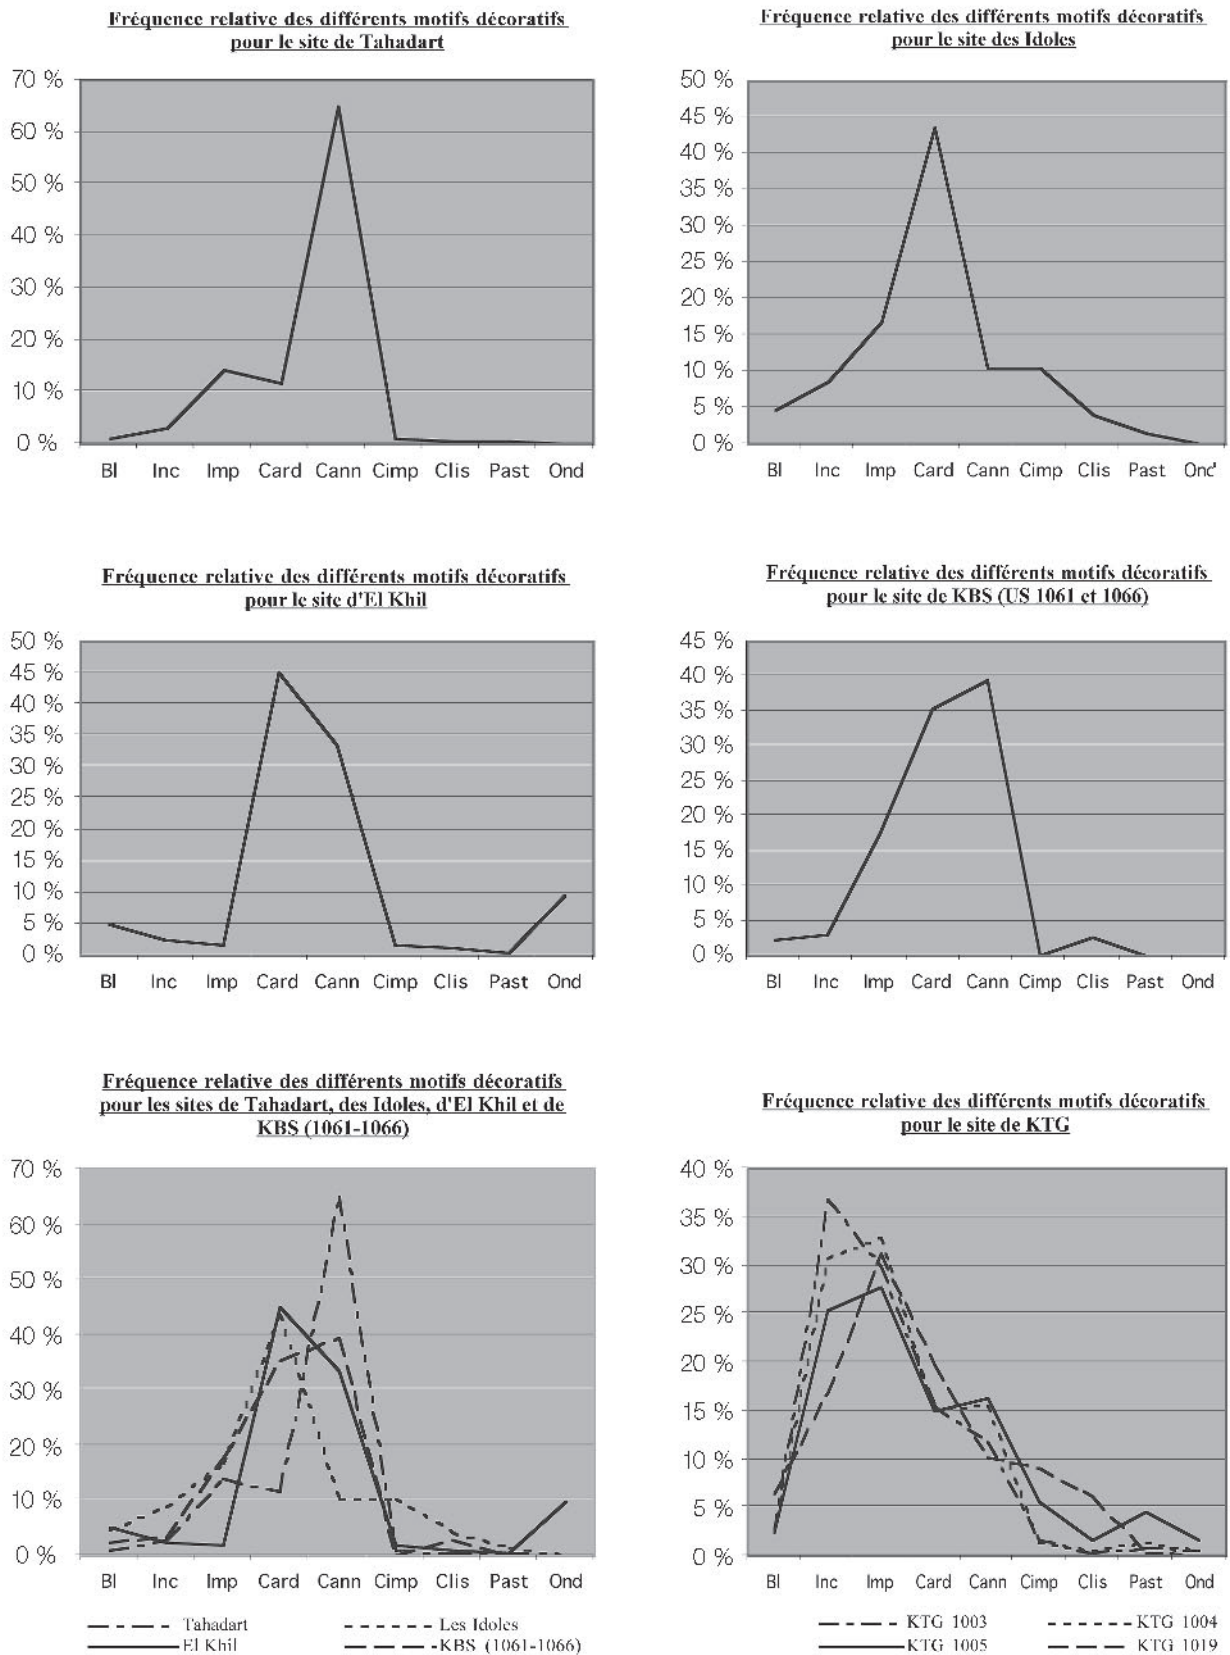 Fréquence relative des différents motifs décoratifs
pour le site de Tahadart
70 %
60 %
50 %
40 %
30 %
20 %
10 %
0 %
Bl Inc Imp Card Cann Cimp Clis Past Ond
Fréquence relative des différents motifs décoratifs
pour le site des Idoles
50 %
45 %
40 %
35 %
30 %
25 %
20 %
15 %
10 %
5 %
0 %
Bl Inc Imp Card Cann Cimp Clis Past Ond
Fréquence relative des différents motifs décoratifs
pour le site d'El Khil
50 %
45 %
40 %
35 %
30 %
25 %
20 %
15 %
10 %
5 %
0 %
Bl Inc Imp Card Cann Cimp Clis Past Ond
Fréquence relative des différents motifs décoratifs
pour le site de KBS (US 1061 et 1066)
45 %
40 %
35 %
30 %
25 %
20 %
15 %
10 %
5 %
0 %
Bl Inc Imp Card Cann Cimp Clis Past Ond
Fréquence relative des différents motifs décoratifs
pour les sites de Tahadart, des Idoles, d'El Khil et de
KBS (1061-1066)
70 %
60 %
50 %
40 %
30 %
20 %
10 %
0 %
Bl Inc Imp Card Cann Cimp Clis Past Ond
Tahadart Les Idoles
El Khil KBS (1061-1066)
Fréquence relative des différents motifs décoratifs
pour le site de KTG
40 %
35 %
30 %
25 %
20 %
15 %
10 %
5 %
0 %
Bl Inc Imp Card Cann Cimp Clis Past Ond
KTG 1003 KTG 1004
KTG 1005 KTG 1019